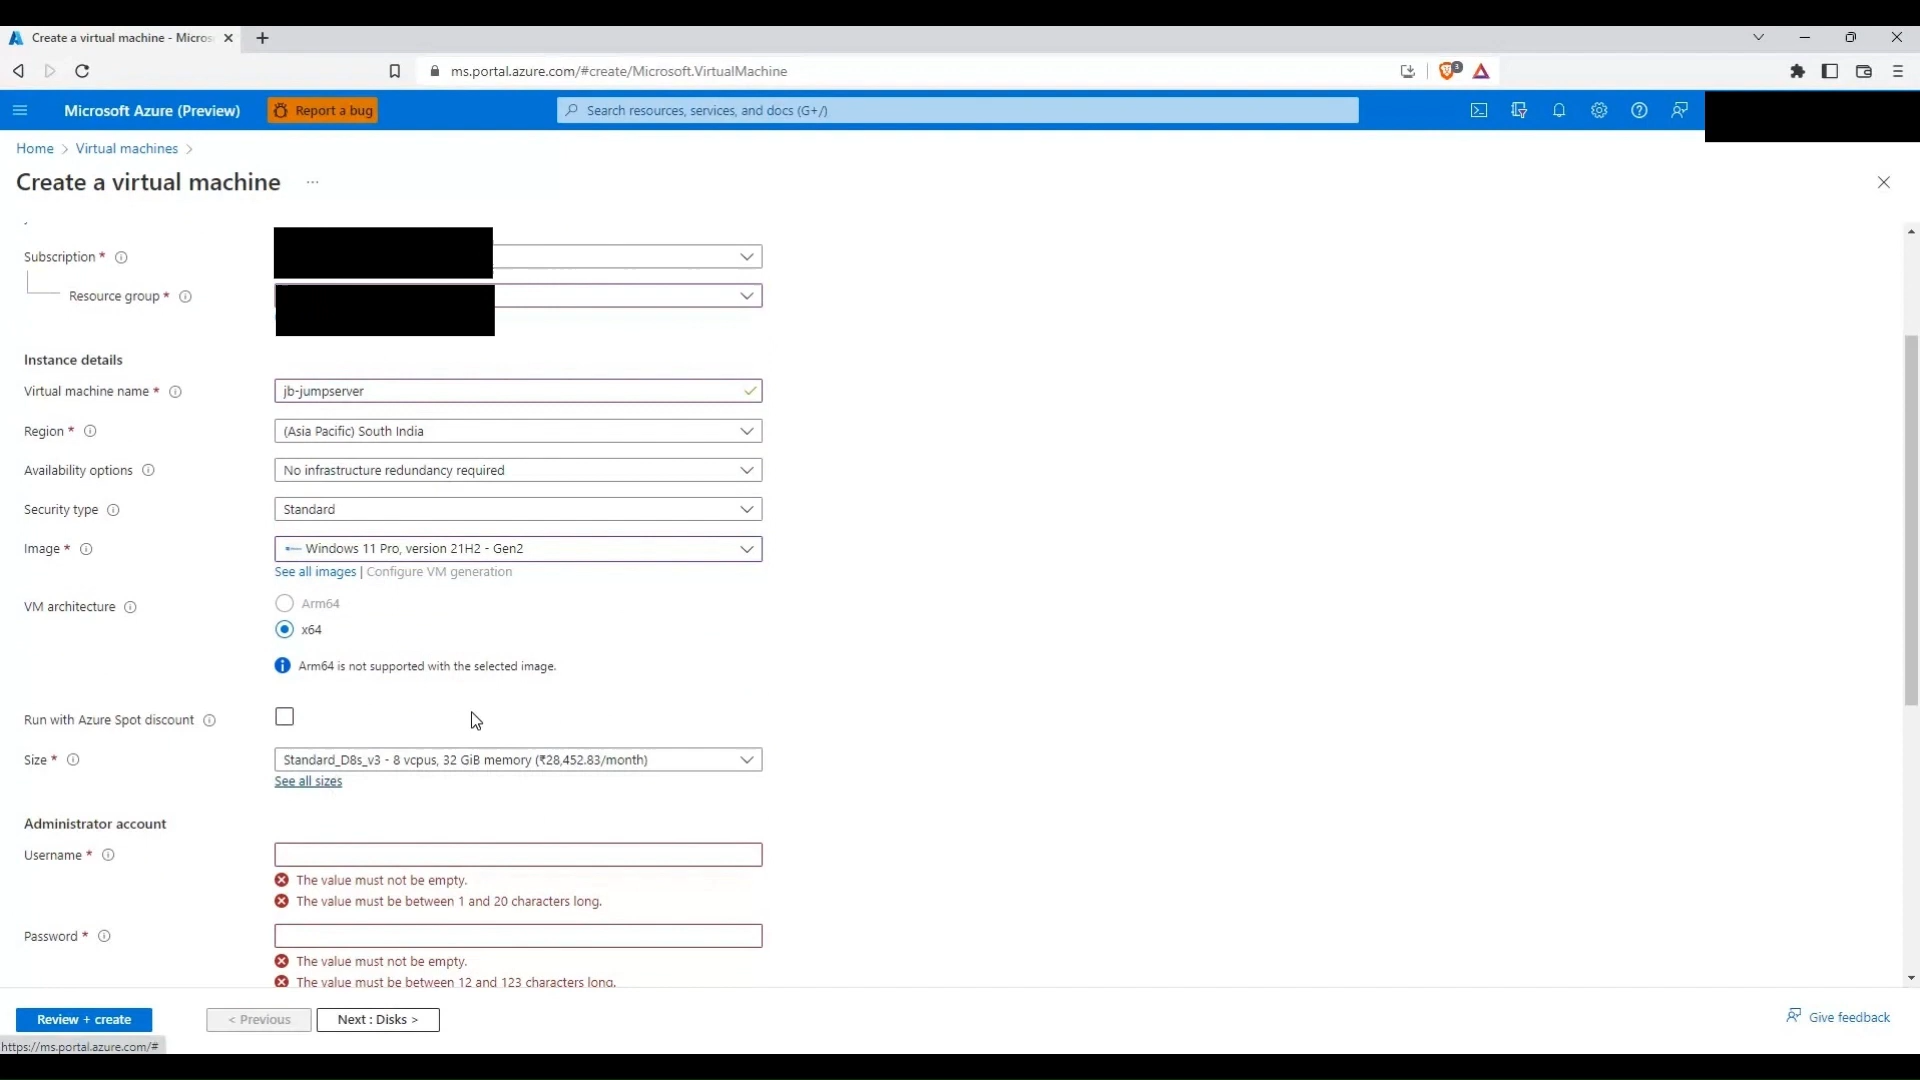 Create a virtual machine - Micros
ms.portal.azure.com/#create/Microsoft.VirtualMachine
3
Microsoft Azure (Preview)
Report a bug
Search resources, services, and docs (G+/)
Home > Virtual machines >
Create a virtual machine ...
Subscription *
Resource group *
Instance details
Virtual machine name *
jb-jumpserver
Region *
(Asia Pacific) South India
Availability options
No infrastructure redundancy required
Security type
Standard
Image *
Windows 11 Pro, version 21H2 - Gen2
See all images | Configure VM generation
VM architecture
Arm64
x64
Arm64 is not supported with the selected image.
Run with Azure Spot discount
Size *
Standard_D8s_v3 - 8 vcpus, 32 GiB memory (₹28,452.83/month)
See all sizes
Administrator account
Username *
The value must not be empty.
The value must be between 1 and 20 characters long.
Password *
The value must not be empty.
The value must be between 12 and 123 characters long.
Review + create
< Previous
Next : Disks >
Give feedback
https://ms.portal.azure.com/#